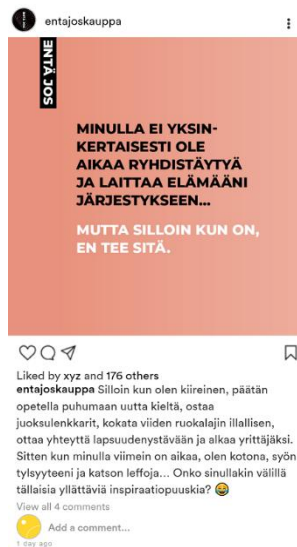 entajoskauppa
ENTÄ JOS
MINULLA EI YKSIN-
KERTAISESTI OLE
AIKAA RYHDISTÄYTYÄ
JA LAITTAA ELÄMÄÄNI
JÄRJESTYKSEEN...
MUTTA SILLOIN KUN ON,
EN TEE SITÄ.
Liked by xyz and 176 others
entajoskauppa Silloin kun olen kiireinen, päätän
opetella puhumaan uutta kieltä, ostaa
juoksulenkkarit, kokata viiden ruokalajin illallisen,
ottaa yhteyttä lapsuudenystävään ja alkaa yrittäjäksi.
Sitten kun minulla viimein on aikaa, olen kotona, syön
tylsyyteeni ja katson leffoja... Onko sinullakin välillä
tällaisia yllättäviä inspiraatiopuuskia? 😅
View all 4 comments
Add a comment...
1 day ago